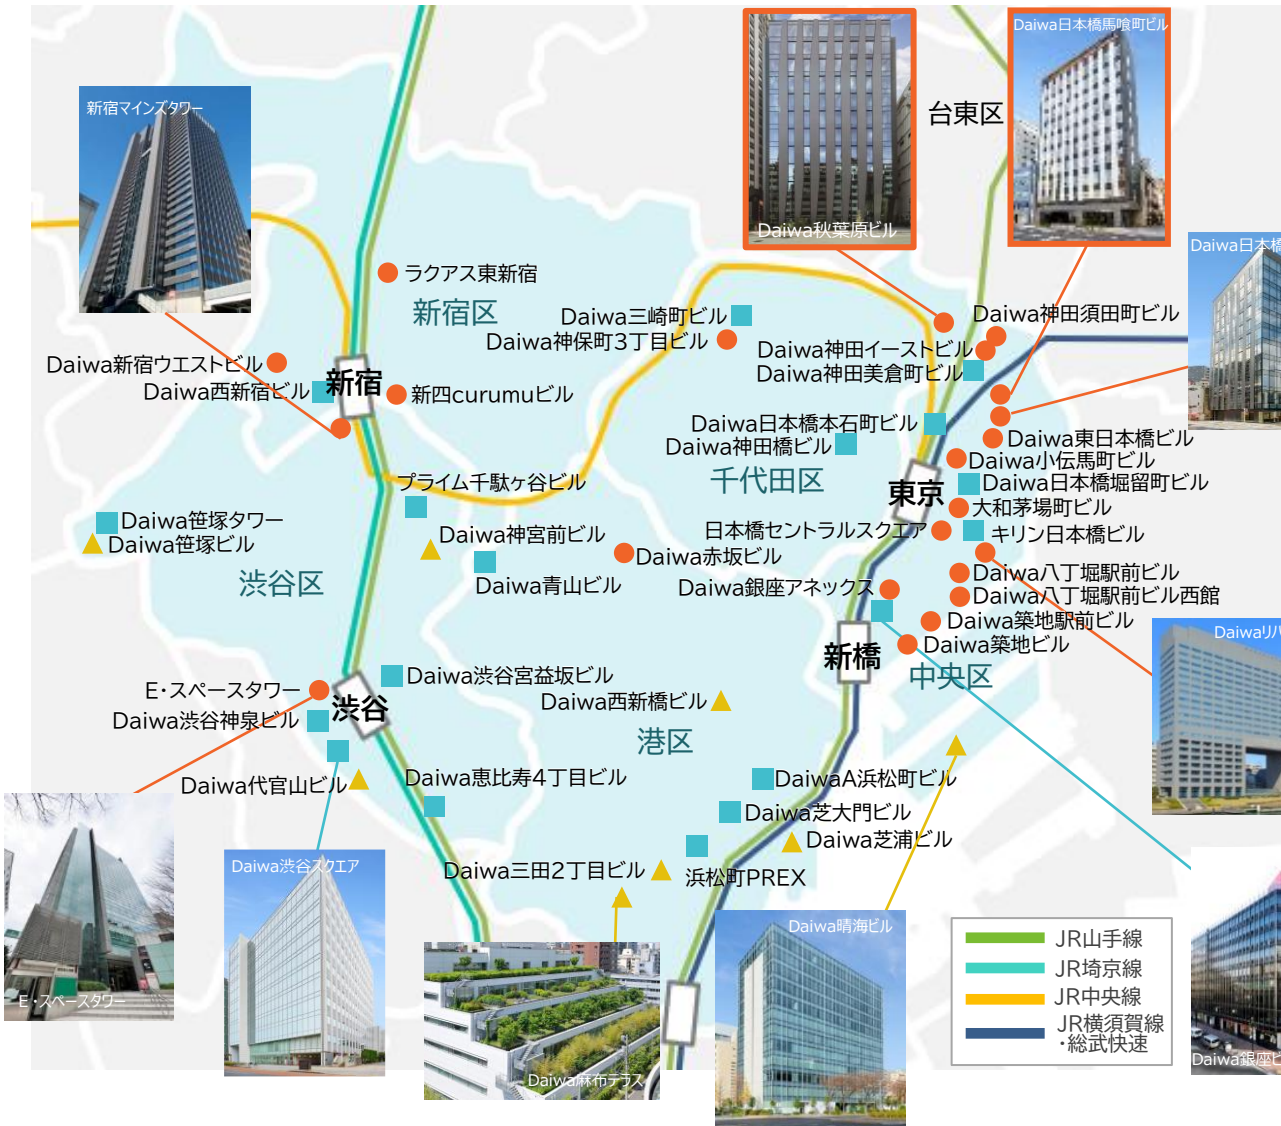 Daiwa日本橋馬喰町ビル
台東区
新宿マインズタワー
Daiwa秋葉原ビル
Daiwa日本橋
ラクアス東新宿
新宿区
Daiwa三崎町ビル
Daiwa神田須田町ビル
Daiwa神保町3丁目ビル
Daiwa神田イーストビル
Daiwa新宿ウエストビル
Daiwa神田美倉町ビル
新宿
Daiwa西新宿ビル
新四curumuビル
Daiwa日本橋本石町ビル
Daiwa神田橋ビル
Daiwa東日本橋ビル
Daiwa小伝馬町ビル
千代田区
プライム千駄ヶ谷ビル
Daiwa日本橋堀留町ビル
東京
大和茅場町ビル
Daiwa笹塚タワー
Daiwa笹塚ビル
Daiwa神宮前ビル
日本橋セントラルスクエア
キリン日本橋ビル
Daiwa赤坂ビル
Daiwa青山ビル
渋谷区
Daiwa八丁堀駅前ビル
Daiwa銀座アネックス
Daiwa八丁堀駅前ビル西館
Daiwa築地駅前ビル
Daiwa築地ビル
Daiwaリバ
新橋
中央区
Daiwa渋谷宮益坂ビル
E・スペースタワー
渋谷
Daiwa西新橋ビル
Daiwa渋谷神泉ビル
港区
Daiwa代官山ビル
Daiwa恵比寿4丁目ビル
DaiwaA浜松町ビル
Daiwa芝大門ビル
Daiwa芝浦ビル
Daiwa渋谷スクエア
Daiwa三田2丁目ビル
浜松町PREX
Daiwa晴海ビル
JR山手線
JR埼京線
JR中央線
JR横須賀線
・総武快速
E・スペースタワー
Daiwa麻布テラス
Daiwa銀座ビ